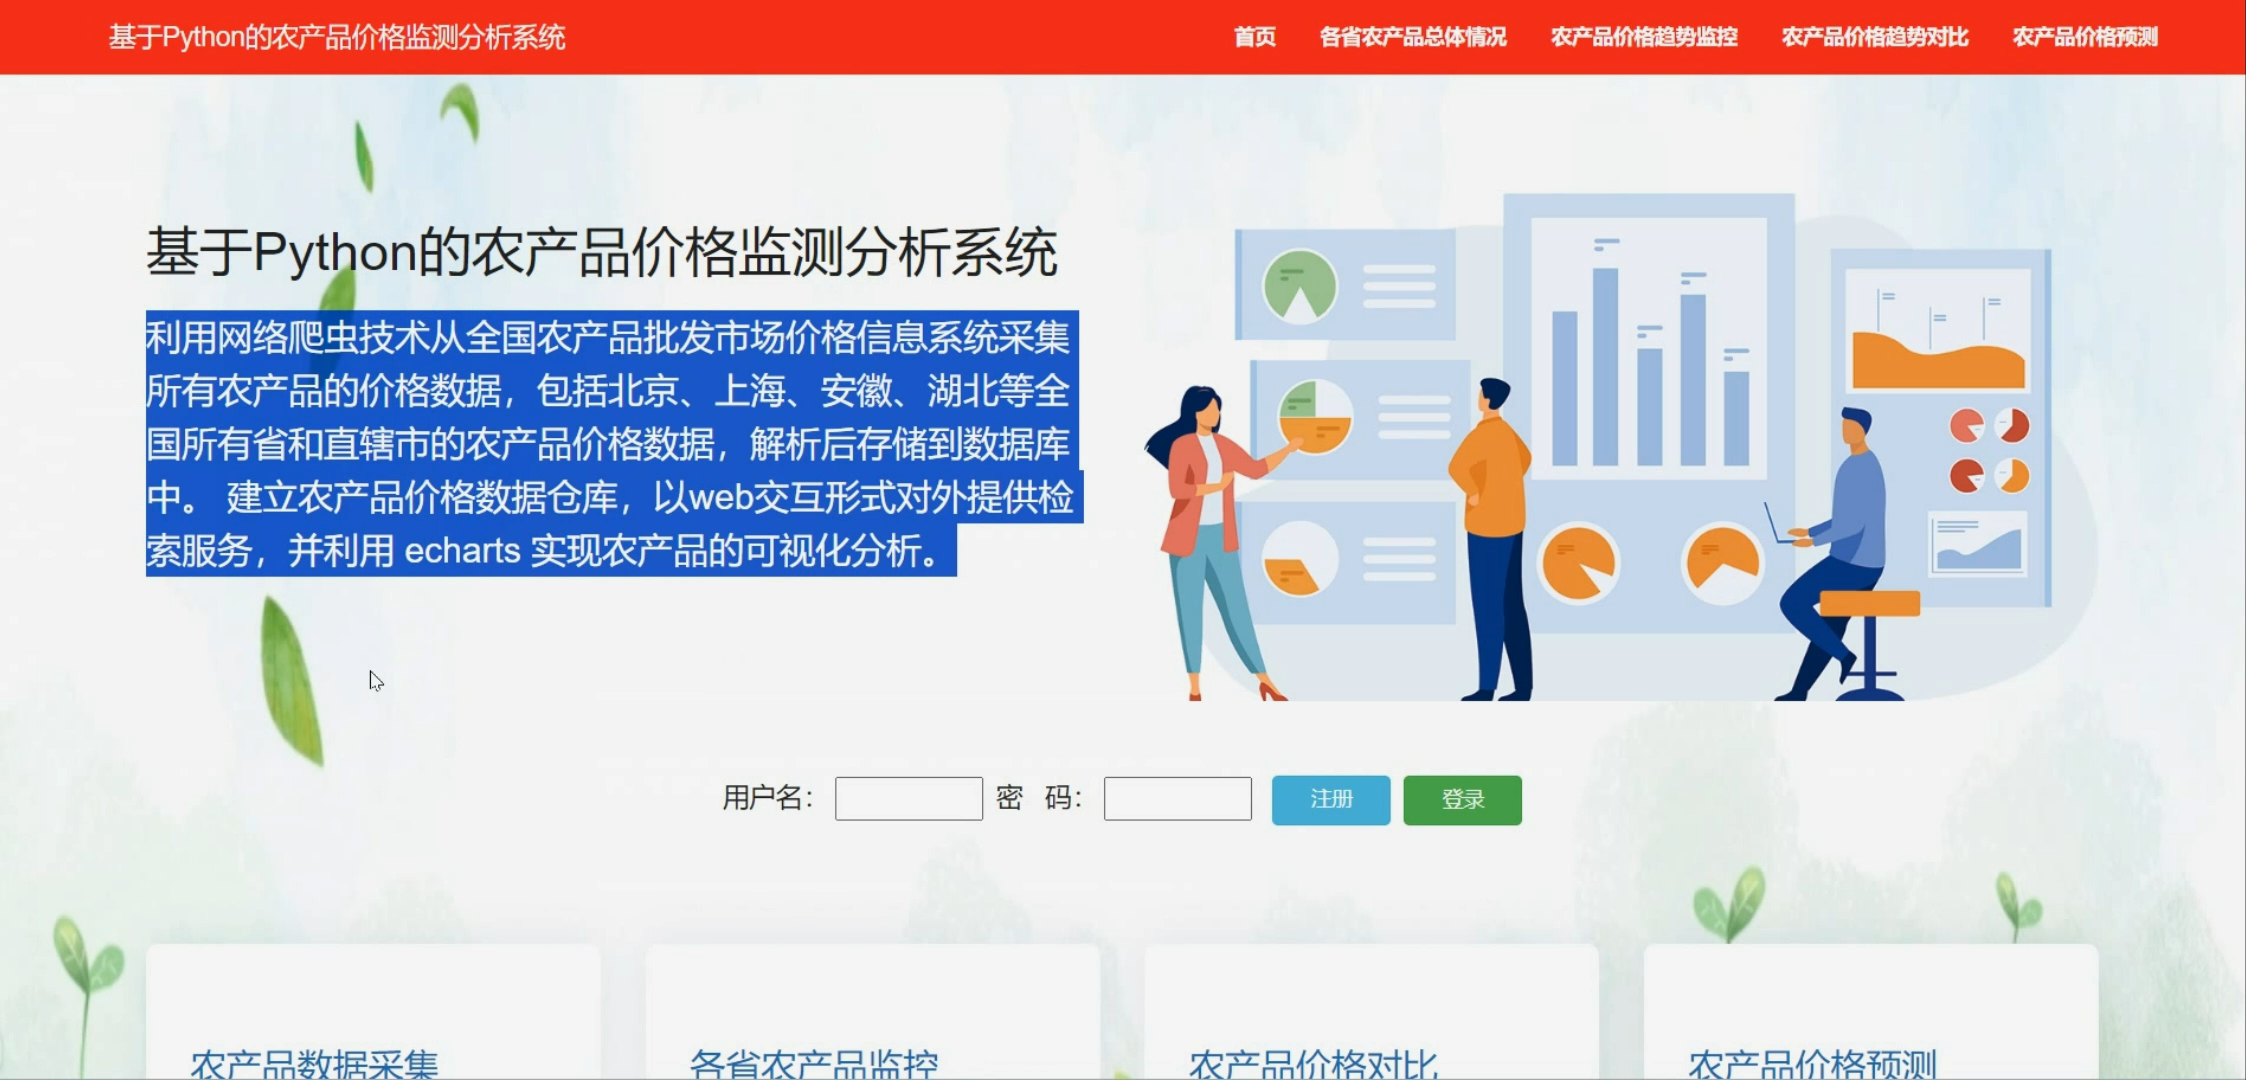 基于Python的农产品价格监测分析系统
首页 各省农产品总体情况 农产品价格趋势监控 农产品价格趋势对比 农产品价格预测
基于Python的农产品价格监测分析系统
利用网络爬虫技术从全国农产品批发市场价格信息系统采集
所有农产品的价格数据，包括北京、上海、安徽、湖北等全
国所有省和直辖市的农产品价格数据，解析后存储到数据库
中。 建立农产品价格数据仓库，以web交互形式对外提供检
索服务，并利用 echarts 实现农产品的可视化分析。
用户名： 密 码： 注册 登录
农产品数据采集 各省农产品监控 农产品价格对比 农产品价格预测